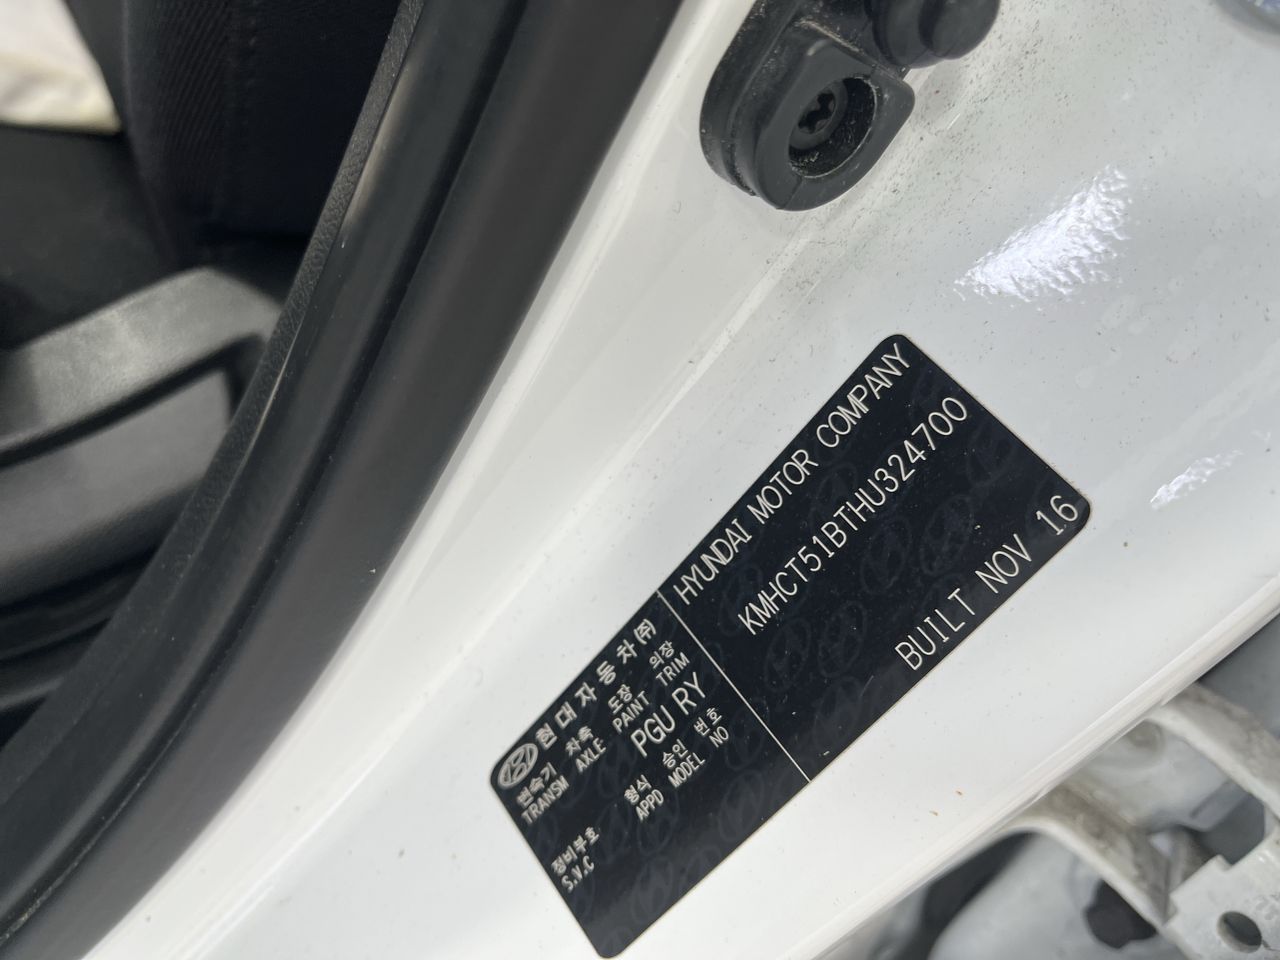 현대자동차(주)
HYUNDAI MOTOR COMPANY
변속기 차축 도장 의장
TRANSM AXLE PAINT TRIM
PGU RY
KMHCT51BTHU324700
형식 승인 번호
APPD MODEL NO
BUILT NOV 16
정비부호
S.V.C